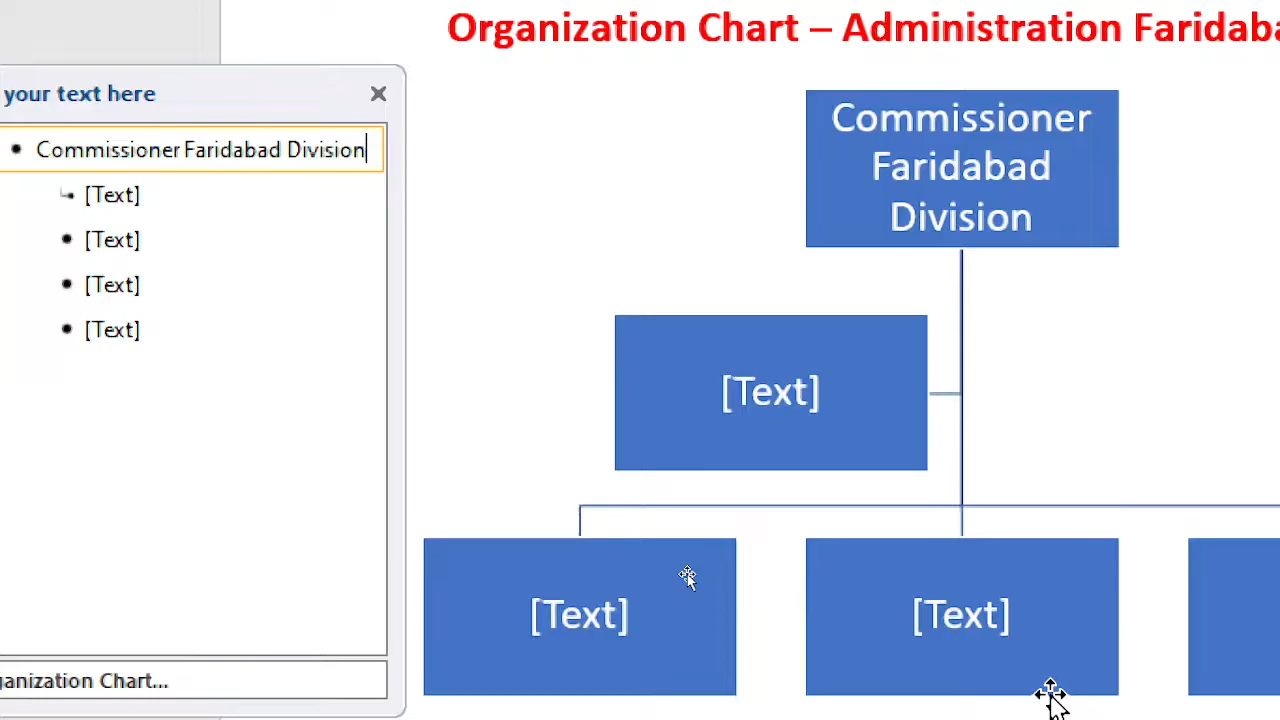 Organization Chart – Administration Faridaba
your text here
Commissioner Faridabad Division
[Text]
[Text]
[Text]
[Text]
anization Chart...
Commissioner
Faridabad
Division
[Text]
[Text]
[Text]